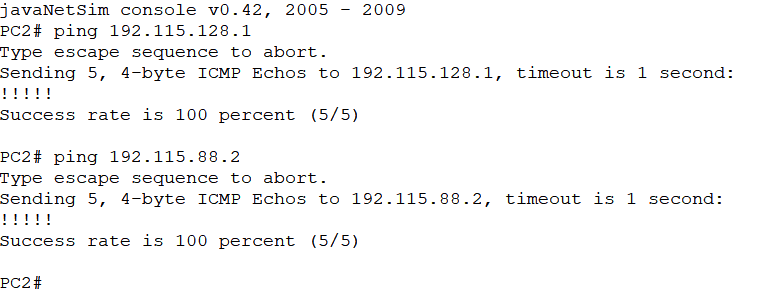 javaNetSim console v0.42, 2005 - 2009
PC2# ping 192.115.128.1
Type escape sequence to abort.
Sending 5, 4-byte ICMP Echos to 192.115.128.1, timeout is 1 second:
!!!!!
Success rate is 100 percent (5/5)
PC2# ping 192.115.88.2
Type escape sequence to abort.
Sending 5, 4-byte ICMP Echos to 192.115.88.2, timeout is 1 second:
!!!!!
Success rate is 100 percent (5/5)
PC2#